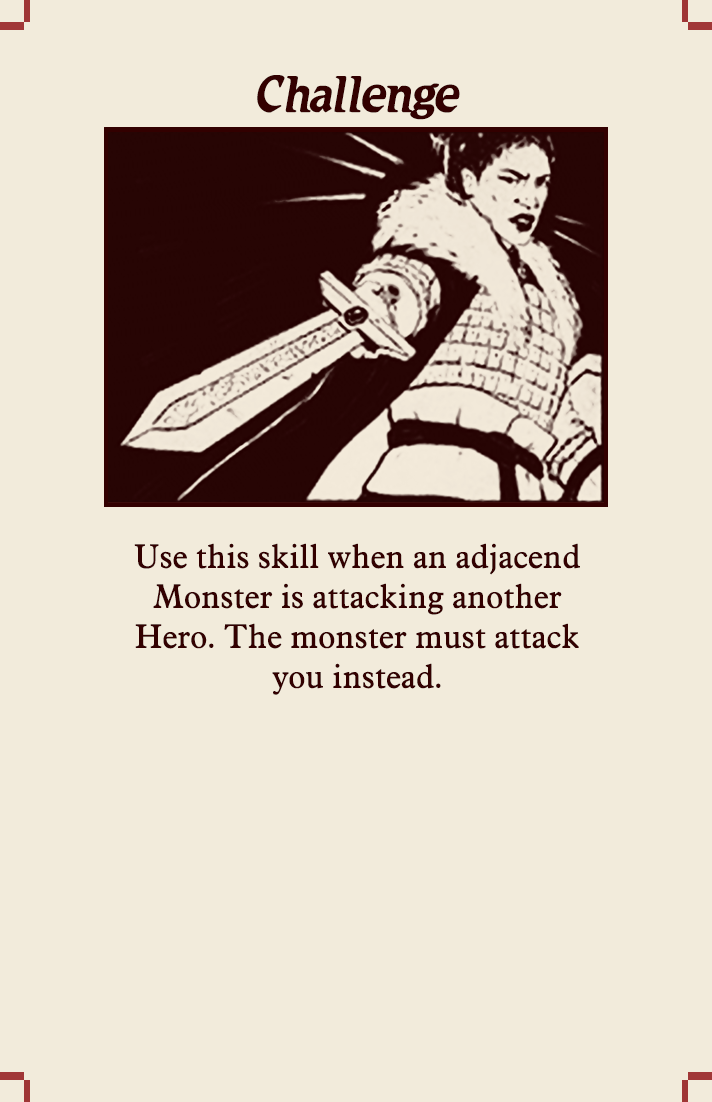 Challenge
Use this skill when an adjacend
Monster is attacking another
Hero. The monster must attack
you instead.